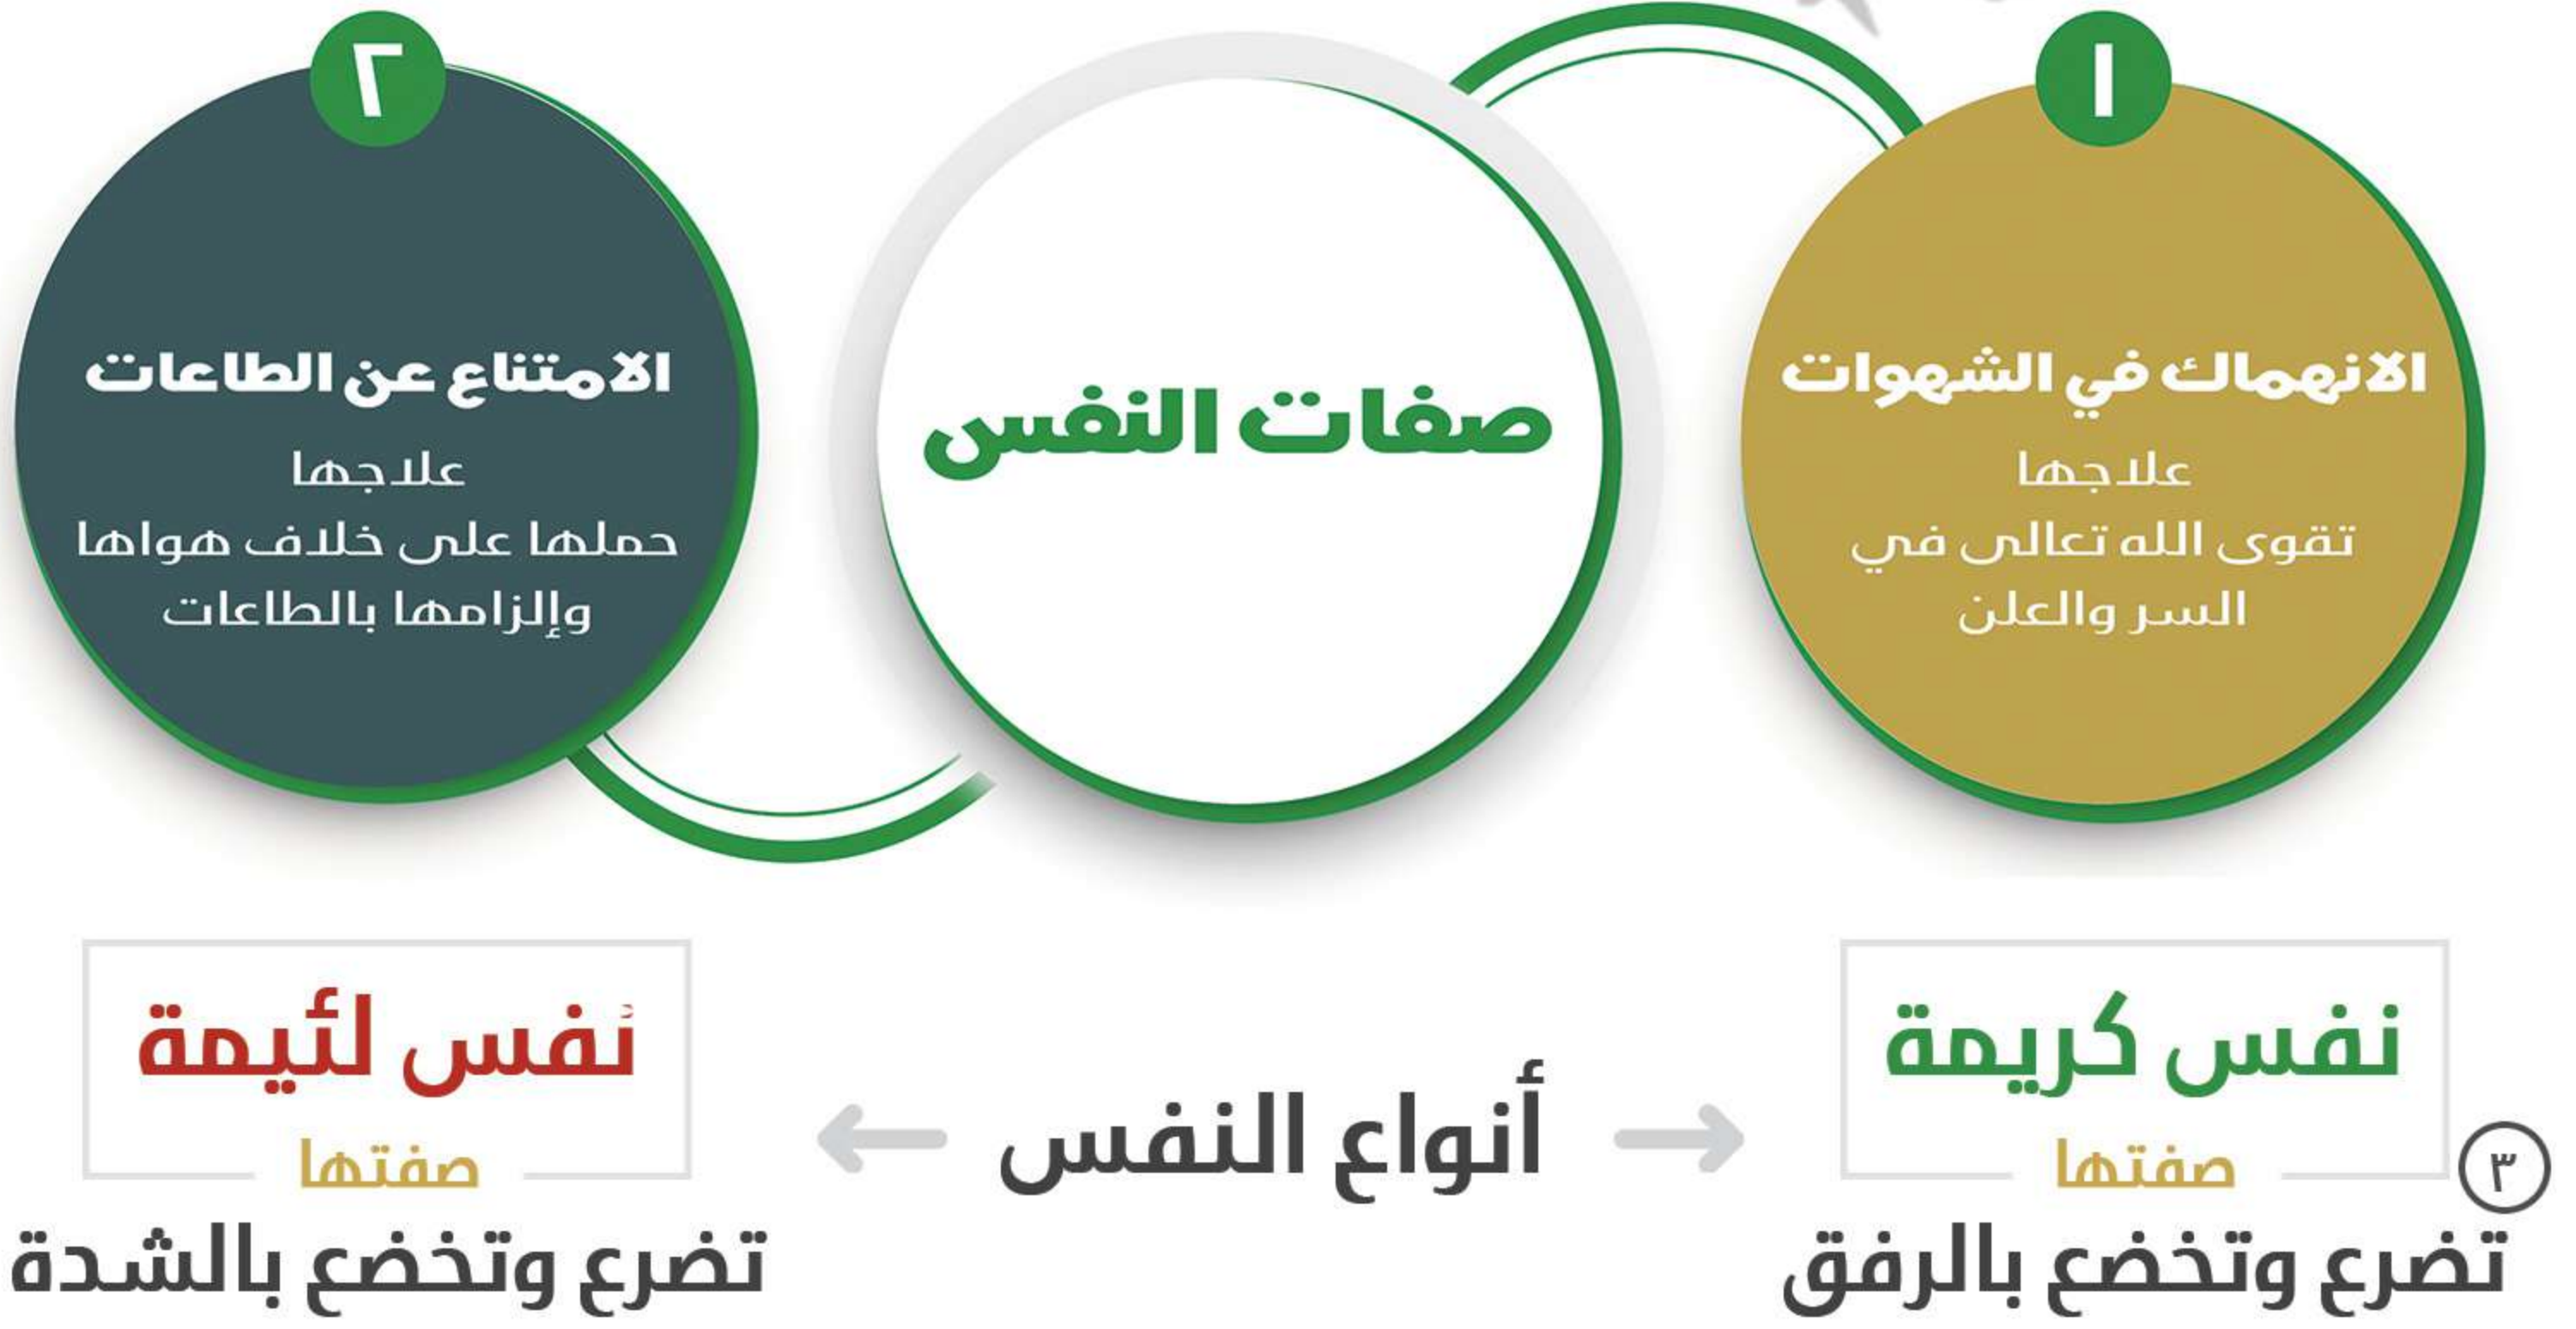 ١
الانهماك في الشهوات
علاجها
تقوى الله تعالى في
السر والعلن
صفات النفس
٢
الامتناع عن الطاعات
علاجها
حملها على خلاف هواها
وإلزامها بالطاعات
أنواع النفس
نفس كريمة
صفتها
٣
تضرع وتخضع بالرفق
نفس لئيمة
صفتها
تضرع وتخضع بالشدة